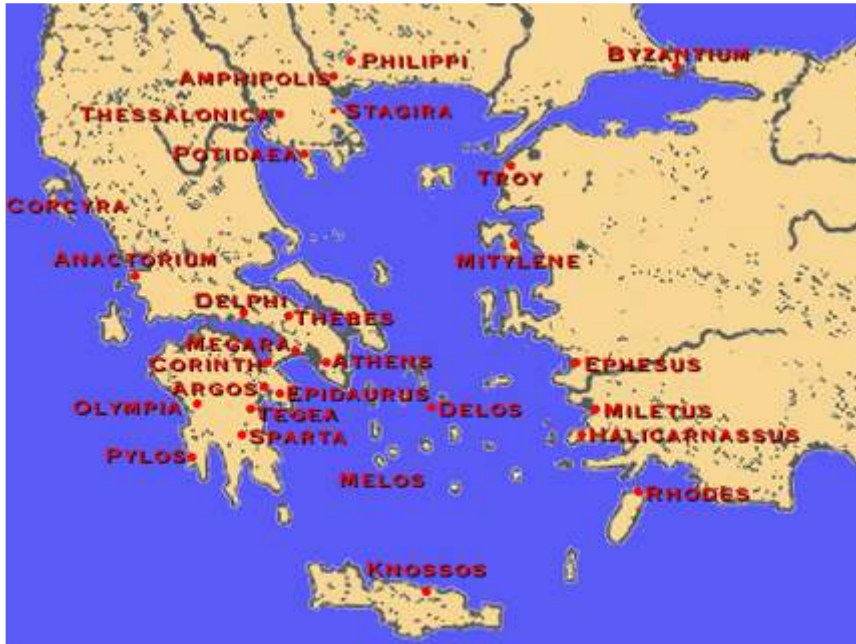 PHILIPPI
BYZANTIUM
AMPHIPOLIS
THESSALONICA
STAGIRA
POTIDAEA
TROY
CORCYRA
ANACTORIUM
MITYLENE
DELPHI
THEBES
MEGARA
CORINTH
ATHENS
EPHESUS
ARGOS
EPIDAURUS
OLYMPIA
TEGEA
DELOS
MILETUS
SPARTA
HALICARNASSUS
PYLOS
MELOS
RHODES
KNOSSOS